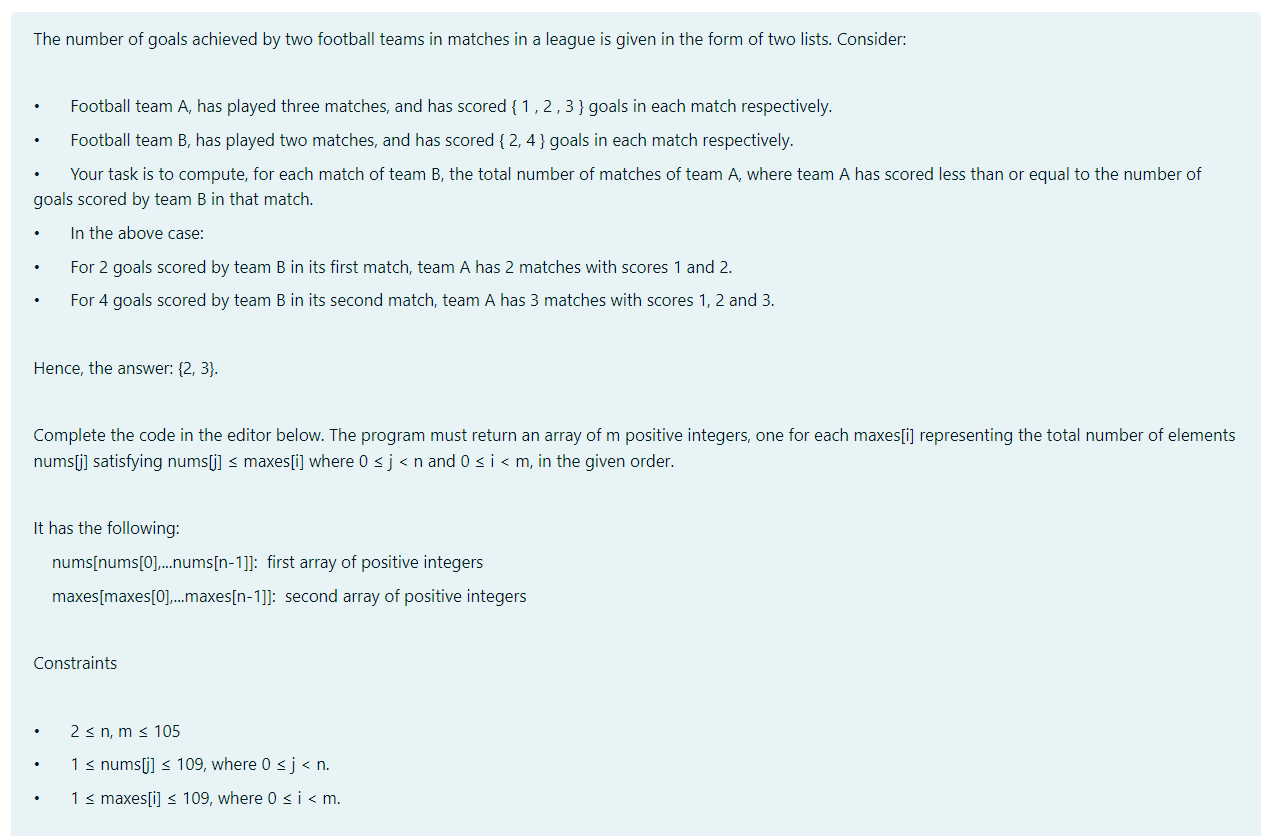 The number of goals achieved by two football teams in matches in a league is given in the form of two lists. Consider:
• Football team A, has played three matches, and has scored { 1 , 2 , 3 } goals in each match respectively.
• Football team B, has played two matches, and has scored { 2, 4 } goals in each match respectively.
• Your task is to compute, for each match of team B, the total number of matches of team A, where team A has scored less than or equal to the number of
goals scored by team B in that match.
• In the above case:
• For 2 goals scored by team B in its first match, team A has 2 matches with scores 1 and 2.
• For 4 goals scored by team B in its second match, team A has 3 matches with scores 1, 2 and 3.
Hence, the answer: {2, 3}.
Complete the code in the editor below. The program must return an array of m positive integers, one for each maxes[i] representing the total number of elements
nums[j] satisfying nums[j] ≤ maxes[i] where 0 ≤ j < n and 0 ≤ i < m, in the given order.
It has the following:
nums[nums[0],...nums[n-1]]: first array of positive integers
maxes[maxes[0],...maxes[n-1]]: second array of positive integers
Constraints
• 2 ≤ n, m ≤ 105
• 1 ≤ nums[j] ≤ 109, where 0 ≤ j < n.
• 1 ≤ maxes[i] ≤ 109, where 0 ≤ i < m.